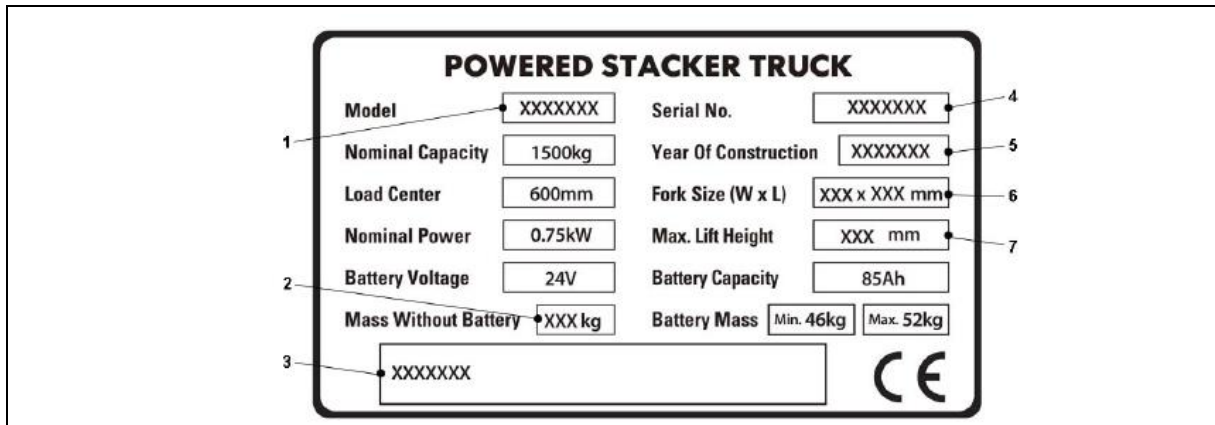 POWERED STACKER TRUCK
Model XXXXXXX Serial No. XXXXXXX 4
1
Nominal Capacity 1500kg Year Of Construction XXXXXXX 5
Load Center 600mm Fork Size (W x L) XXX x XXX mm 6
Nominal Power 0.75kW Max. Lift Height XXX mm 7
2 Battery Voltage 24V Battery Capacity 85Ah
Mass Without Battery XXX kg Battery Mass Min. 46kg Max. 52kg
3 XXXXXXX CE